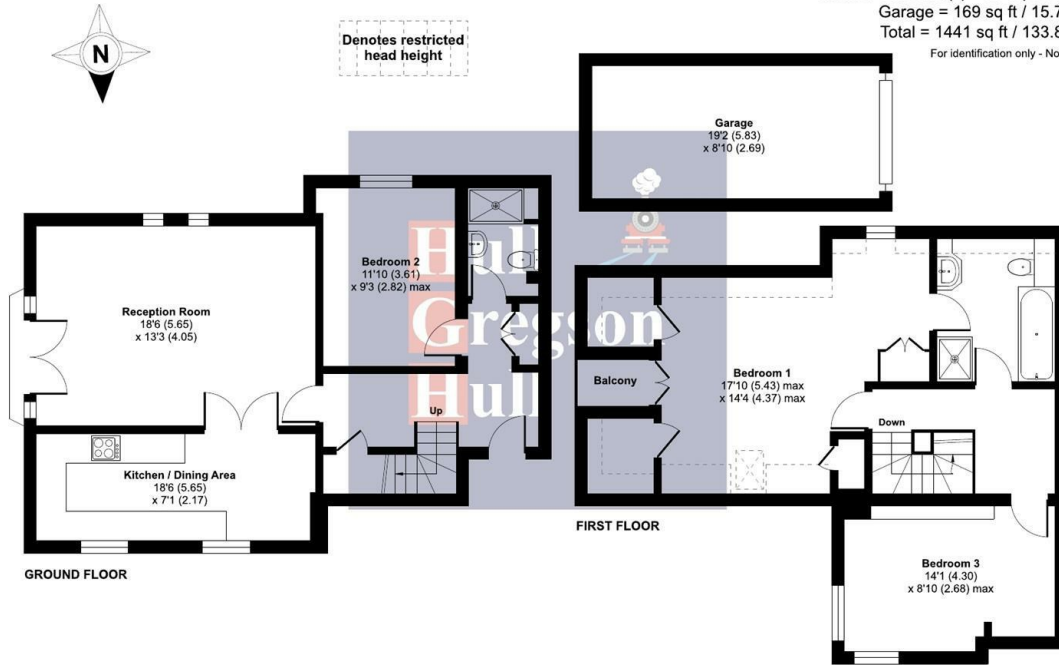 Garage = 169 sq ft / 15.7
Total = 1441 sq ft / 133.8
For identification only - No
N
Denotes restricted
head height
Garage
19'2 (5.83)
x 8'10 (2.69)
Bedroom 2
11'10 (3.61)
x 9'3 (2.82) max
Reception Room
18'6 (5.65)
x 13'3 (4.05)
Hull
Gregson
Hull
Balcony
Bedroom 1
17'10 (5.43) max
x 14'4 (4.37) max
Up
Down
Kitchen / Dining Area
18'6 (5.65)
x 7'1 (2.17)
FIRST FLOOR
GROUND FLOOR
Bedroom 3
14'1 (4.30)
x 8'10 (2.68) max